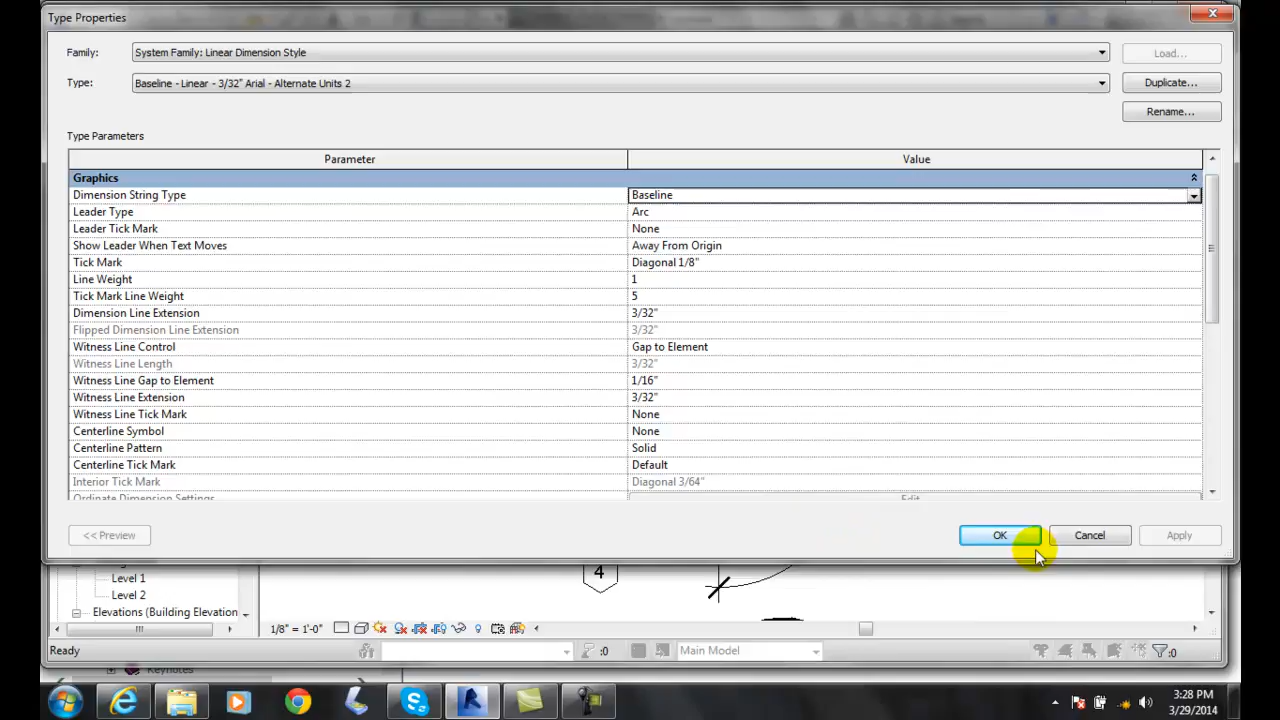 Type Properties
Family: System Family: Linear Dimension Style Load...
Type: Baseline - Linear - 3/32" Arial - Alternate Units 2 Duplicate...
Rename...
Type Parameters
Parameter Value
Graphics
Dimension String Type Baseline
Leader Type Arc
Leader Tick Mark None
Show Leader When Text Moves Away From Origin
Tick Mark Diagonal 1/8"
Line Weight 1
Tick Mark Line Weight 5
Dimension Line Extension 3/32"
Flipped Dimension Line Extension 3/32"
Witness Line Control Gap to Element
Witness Line Length 3/32"
Witness Line Gap to Element 1/16"
Witness Line Extension 3/32"
Witness Line Tick Mark None
Centerline Symbol None
Centerline Pattern Solid
Centerline Tick Mark Default
Interior Tick Mark Diagonal 3/64"
Ordinate Dimension Settings Edit
<< Preview OK Cancel Apply
4
Level 1
Level 2
Elevations (Building Elevation
1/8" = 1'-0"
Ready :0 Main Model :0
Keynotes
3:28 PM
3/29/2014